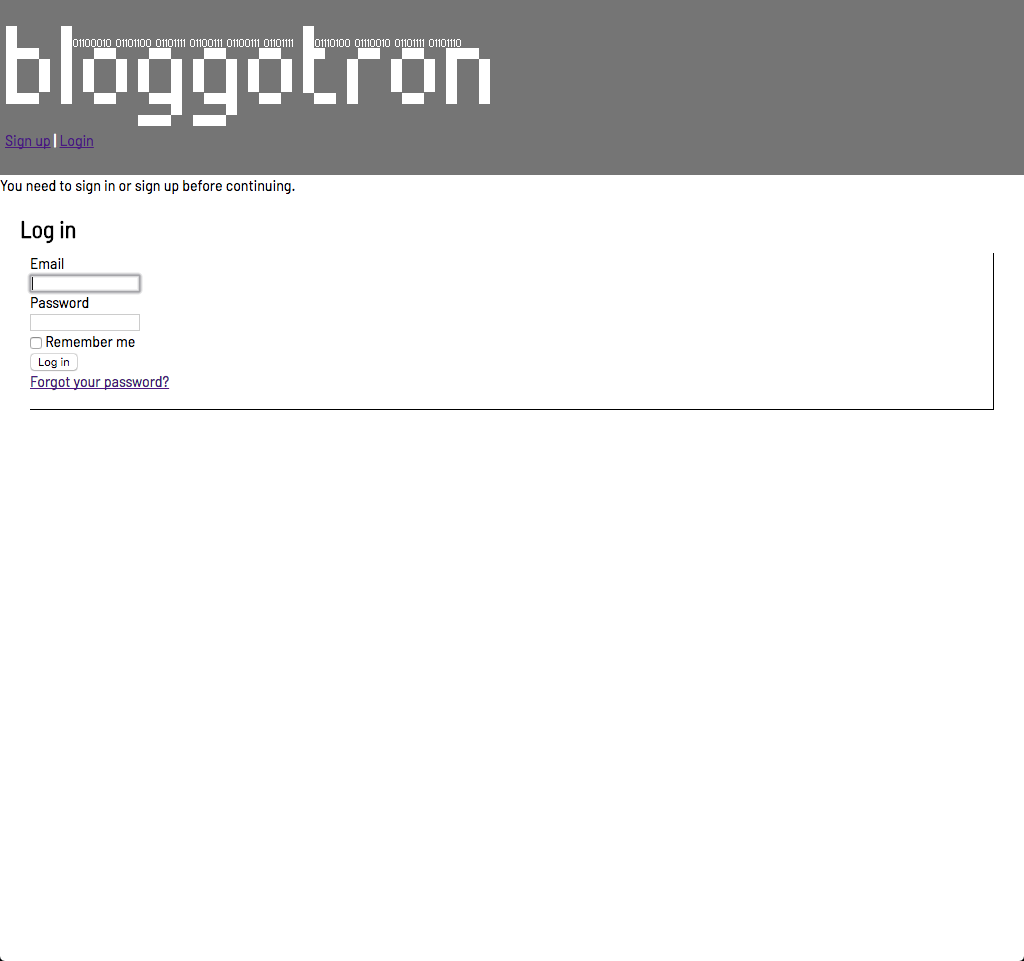 bloggotron
01100010 01101100 01101111 01100111 01100111 01101111 01110100 01110010 01101111 01101110
Sign up | Login
You need to sign in or sign up before continuing.
Log in
Email
Password
Remember me
Log in
Forgot your password?